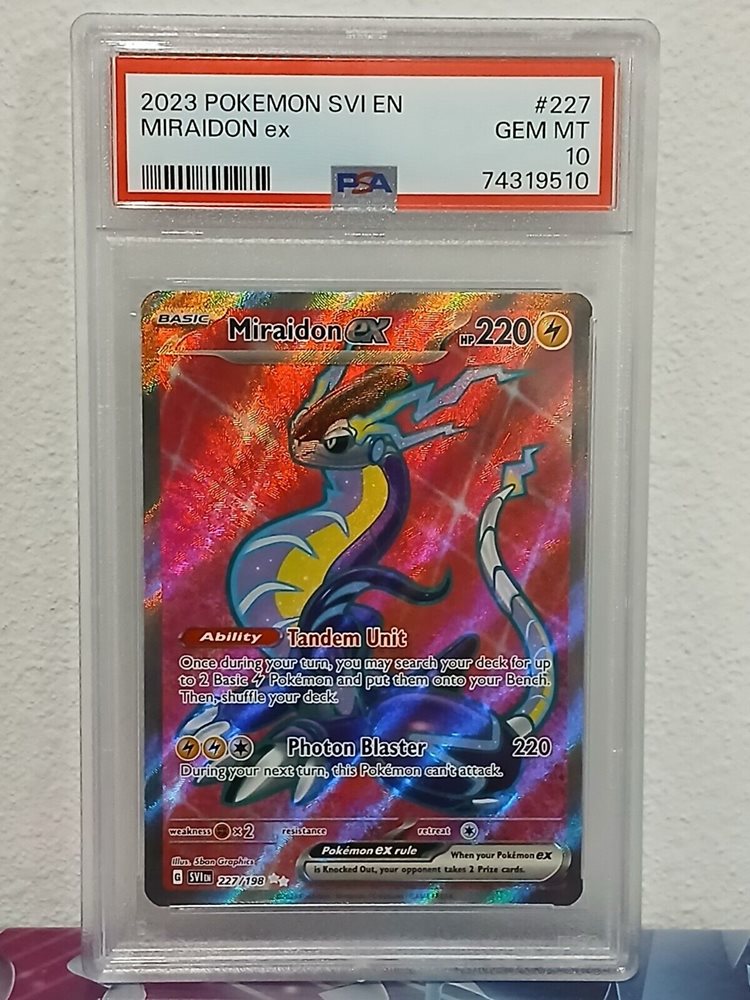 2023 POKEMON SVI EN #227
MIRAIDON ex GEM MT
10
PSA 74319510
BASIC Miraidon ex HP 220
Ability Tandem Unit
Once during your turn, you may search your deck for up
to 2 Basic Pokémon and put them onto your Bench.
Then, shuffle your deck.
Photon Blaster 220
During your next turn, this Pokémon can't attack.
weakness x2 resistance retreat
Illus. 5ban Graphics
Pokémon ex rule When your Pokémon ex
is Knocked Out, your opponent takes 2 Prize cards.
G SVI EN 227/198